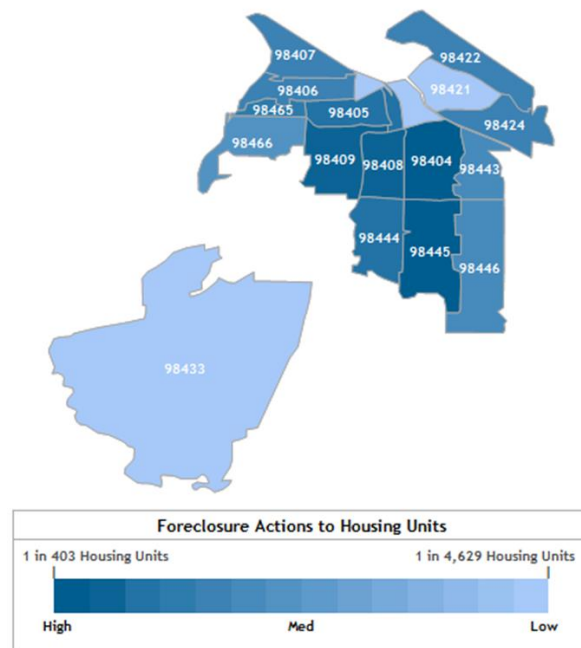 98407
98422
98406
98421
98465
98405
98424
98466
98409
98408
98404
98443
98444
98445
98446
98433
Foreclosure Actions to Housing Units
1 in 403 Housing Units
1 in 4,629 Housing Units
High
Med
Low